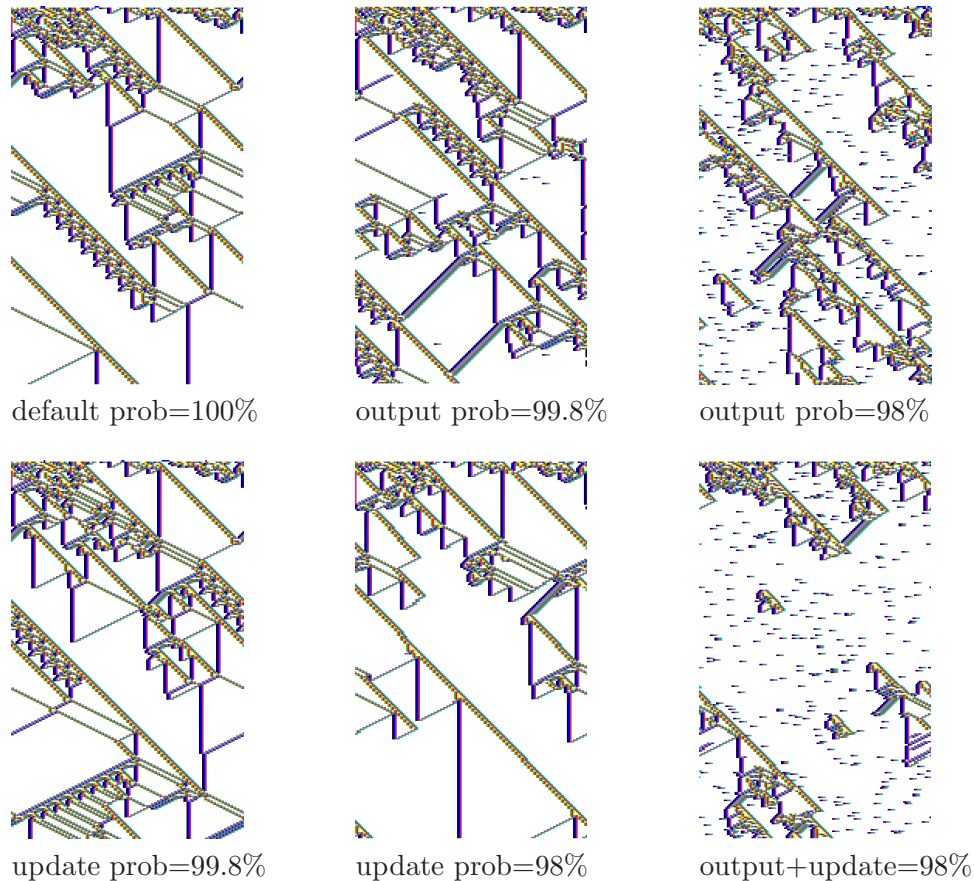 default prob=100%
output prob=99.8%
output prob=98%
update prob=99.8%
update prob=98%
output+update=98%